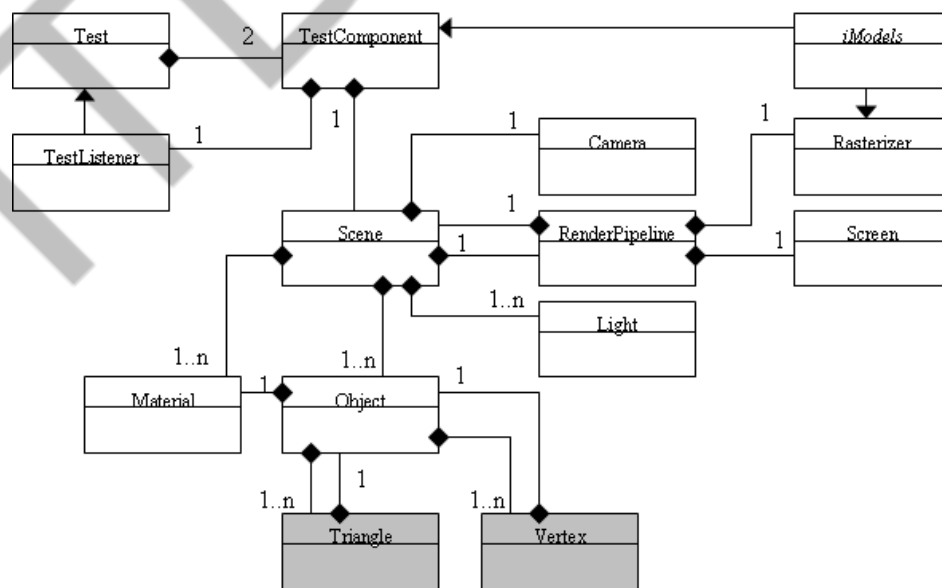 Test
2
TestComponent
iModels
1
TestListener
1
1
Camera
1
Rasterizer
Scene
1
1
RenderPipeline
1
Screen
1..n
Light
1..n
1..n
Material
1
Object
1
1..n
1
1..n
Triangle
Vertex